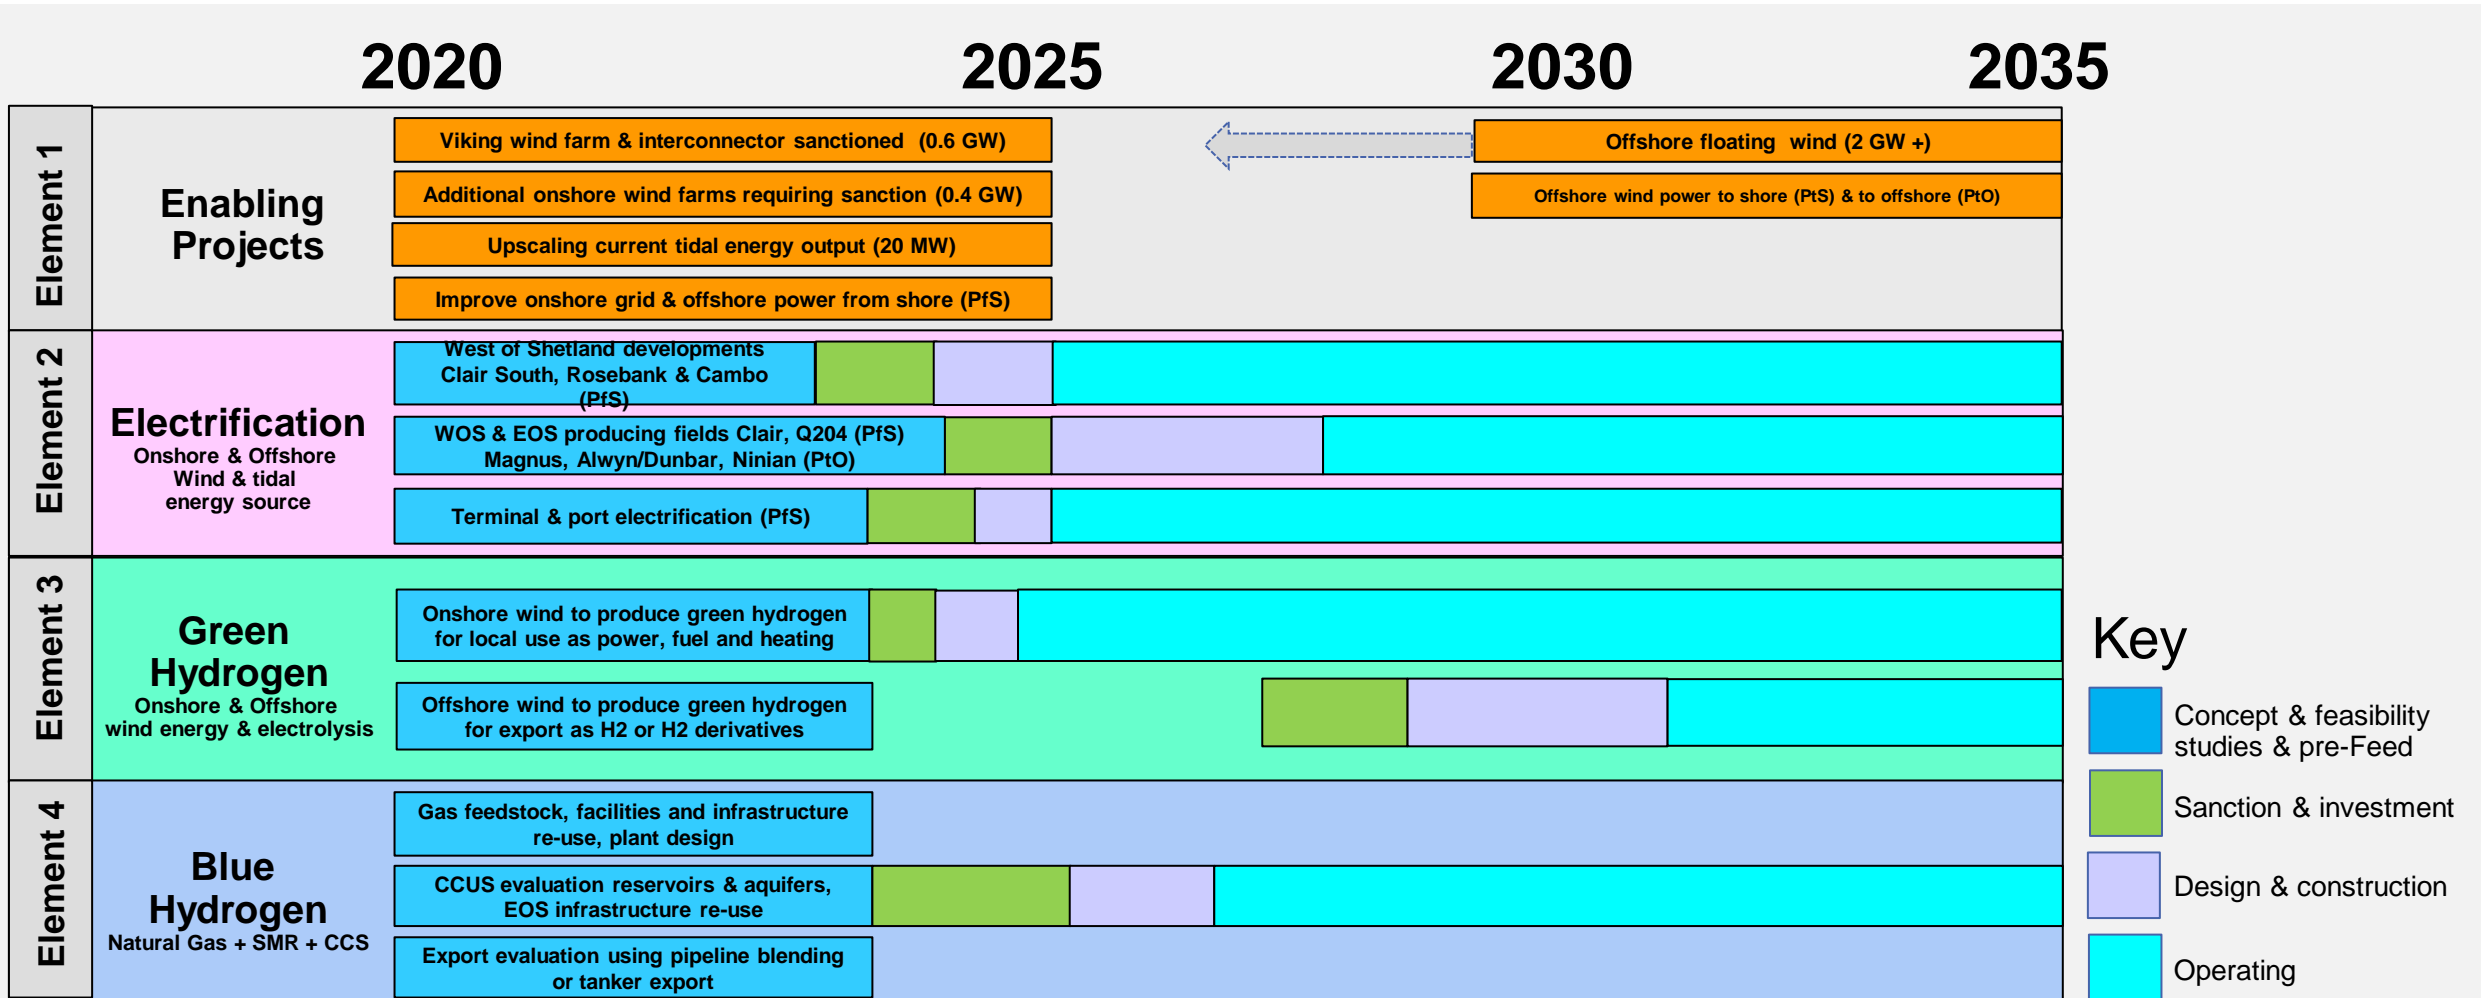 2020 2025 2030 2035
Element 1
Enabling
Projects
Viking wind farm & interconnector sanctioned (0.6 GW)
Additional onshore wind farms requiring sanction (0.4 GW)
Upscaling current tidal energy output (20 MW)
Improve onshore grid & offshore power from shore (PfS)
Offshore floating wind (2 GW +)
Offshore wind power to shore (PtS) & to offshore (PtO)
Element 2
Electrification
Onshore & Offshore
Wind & tidal
energy source
West of Shetland developments
Clair South, Rosebank & Cambo
(PfS)
WOS & EOS producing fields Clair, Q204 (PfS)
Magnus, Alwyn/Dunbar, Ninian (PtO)
Terminal & port electrification (PfS)
Element 3
Green
Hydrogen
Onshore & Offshore
wind energy & electrolysis
Onshore wind to produce green hydrogen
for local use as power, fuel and heating
Offshore wind to produce green hydrogen
for export as H2 or H2 derivatives
Element 4
Blue
Hydrogen
Natural Gas + SMR + CCS
Gas feedstock, facilities and infrastructure
re-use, plant design
CCUS evaluation reservoirs & aquifers,
EOS infrastructure re-use
Export evaluation using pipeline blending
or tanker export
Key
Concept & feasibility
studies & pre-Feed
Sanction & investment
Design & construction
Operating